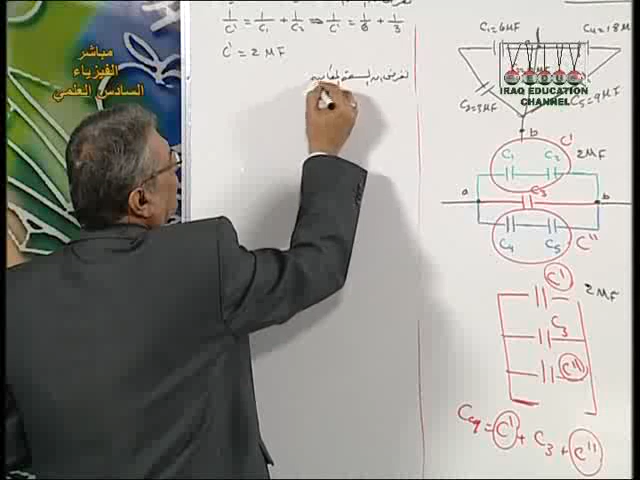 1/C' = 1/C₁ + 1/C₂ ⇒ 1/C' = 1/6 + 1/3
C' = 2 MF
مباشر
الفيزياء
السادس العلمي
C₁=6MF
C₄=18M
C₂=3MF
C₅=9MF
IRAQ EDUCATION
CHANNEL
b
C'
C₁ C₂ 2MF
a C₃ b
C₄ C₅ C''
C' 2MF
C₃
C''
Ceq = C' + C₃ + C''